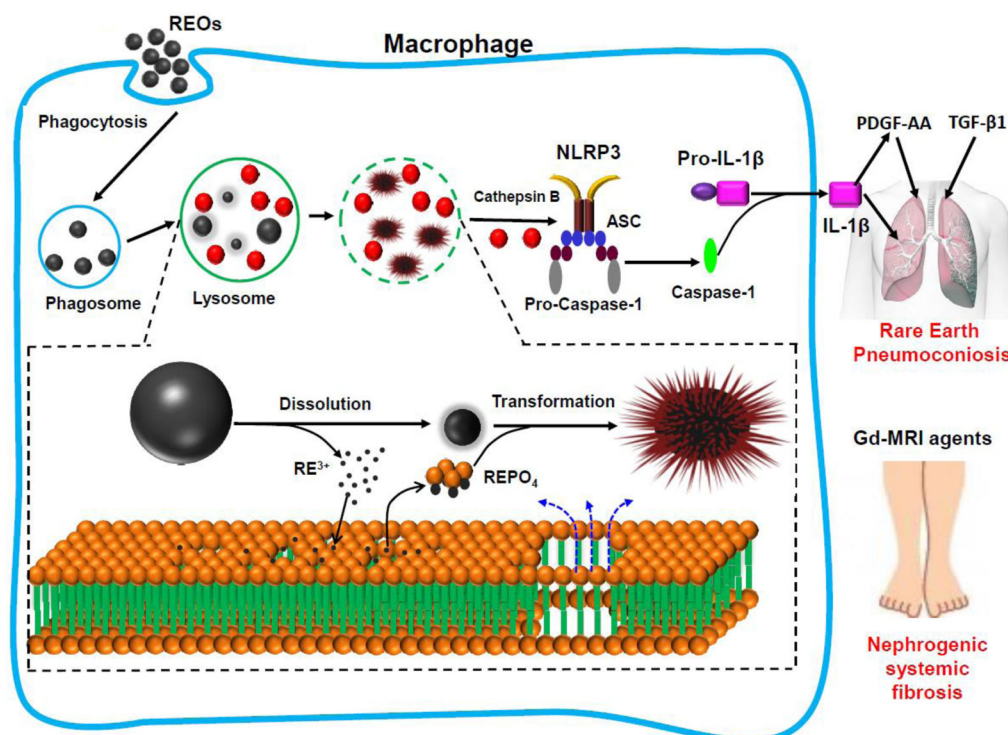 REOs
Macrophage
Phagocytosis
PDGF-AA
TGF-β1
NLRP3
Pro-IL-1β
Cathepsin B
ASC
IL-1β
Phagosome
Lysosome
Pro-Caspase-1
Caspase-1
Rare Earth
Pneumoconiosis
Dissolution
Transformation
RE³⁺
REPO₄
Gd-MRI agents
Nephrogenic
systemic
fibrosis